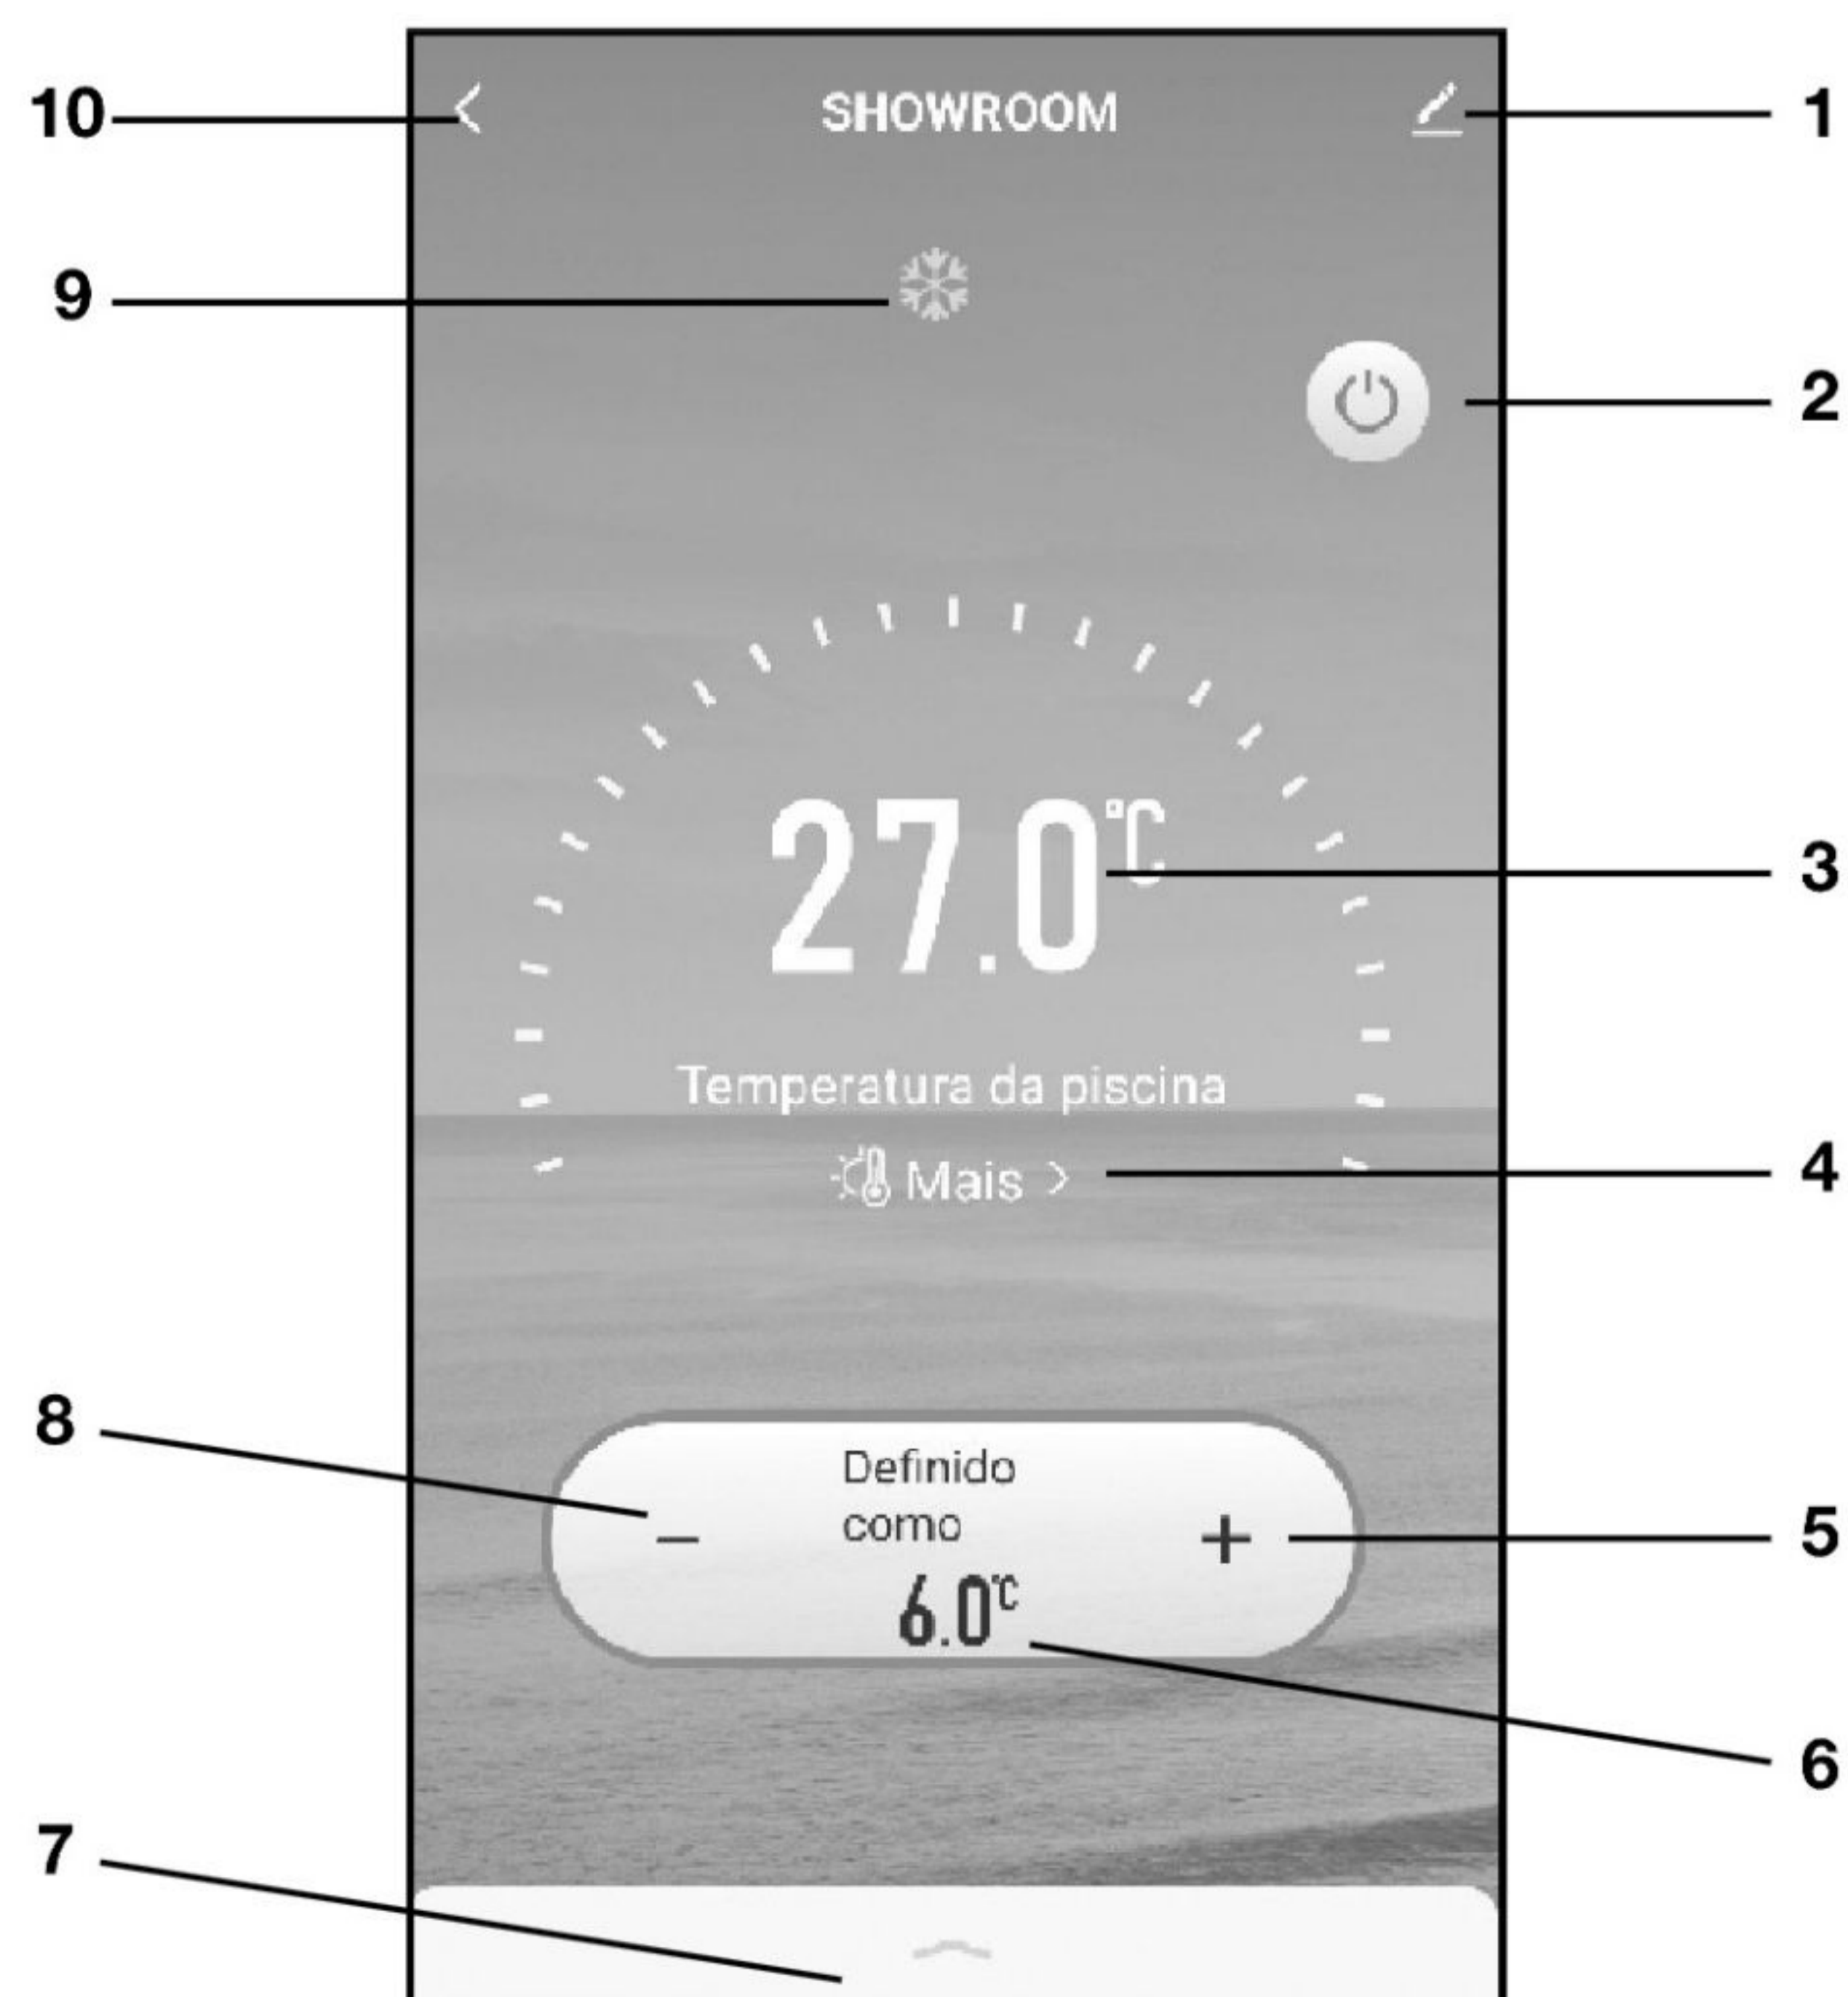 10
SHOWROOM
1
9
2
27.0°C
3
Temperatura da piscina
Mais >
4
8
Definido
como
– +
5
6.0°C
6
7